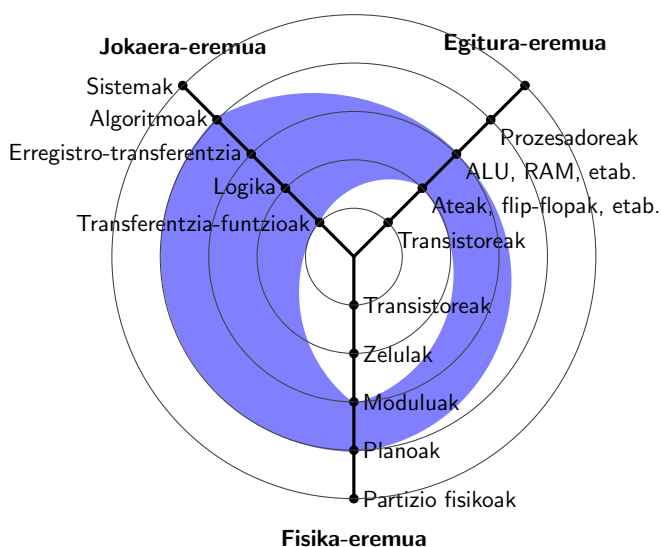 Jokaera-eremua
Egitura-eremua
Sistemak
Algoritmoak
Erregistro-transferentzia
Logika
Transferentzia-funtzioak
Prozesadoreak
ALU, RAM, etab.
Ateak, flip-flopak, etab.
Transistoreak
Transistoreak
Zelulak
Moduluak
Planoak
Partizio fisikoak
Fisika-eremua